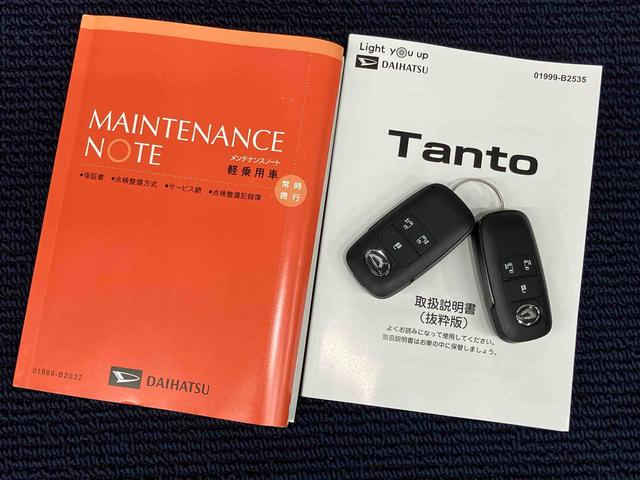 MAINTENANCE
NOTE
メンテナンスノート
軽乗用車
•保証書 •点検整備方式 •サービス網 •点検整備記録簿
常時
携行
01989-B2032
DAIHATSU
Light you up
DAIHATSU
01999-B2535
Tanto
取扱説明書
(抜粋版)
よくお読みになって使用してください。
取扱説明書はお車の中に保管しましょう。